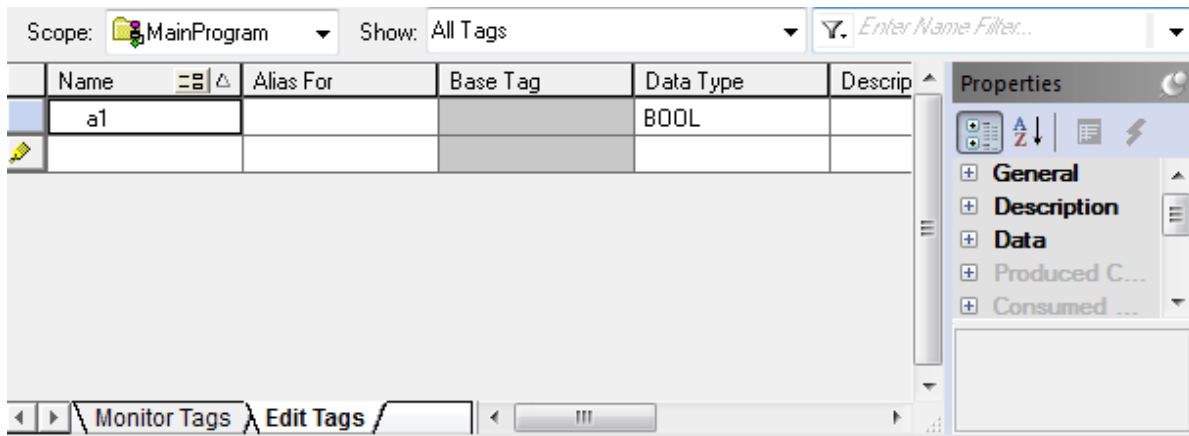 Scope: MainProgram Show: All Tags Enter Name Filter...
Name Alias For Base Tag Data Type Descrip Properties
a1 BOOL
General
Description
Data
Produced C...
Consumed ...
Monitor Tags Edit Tags